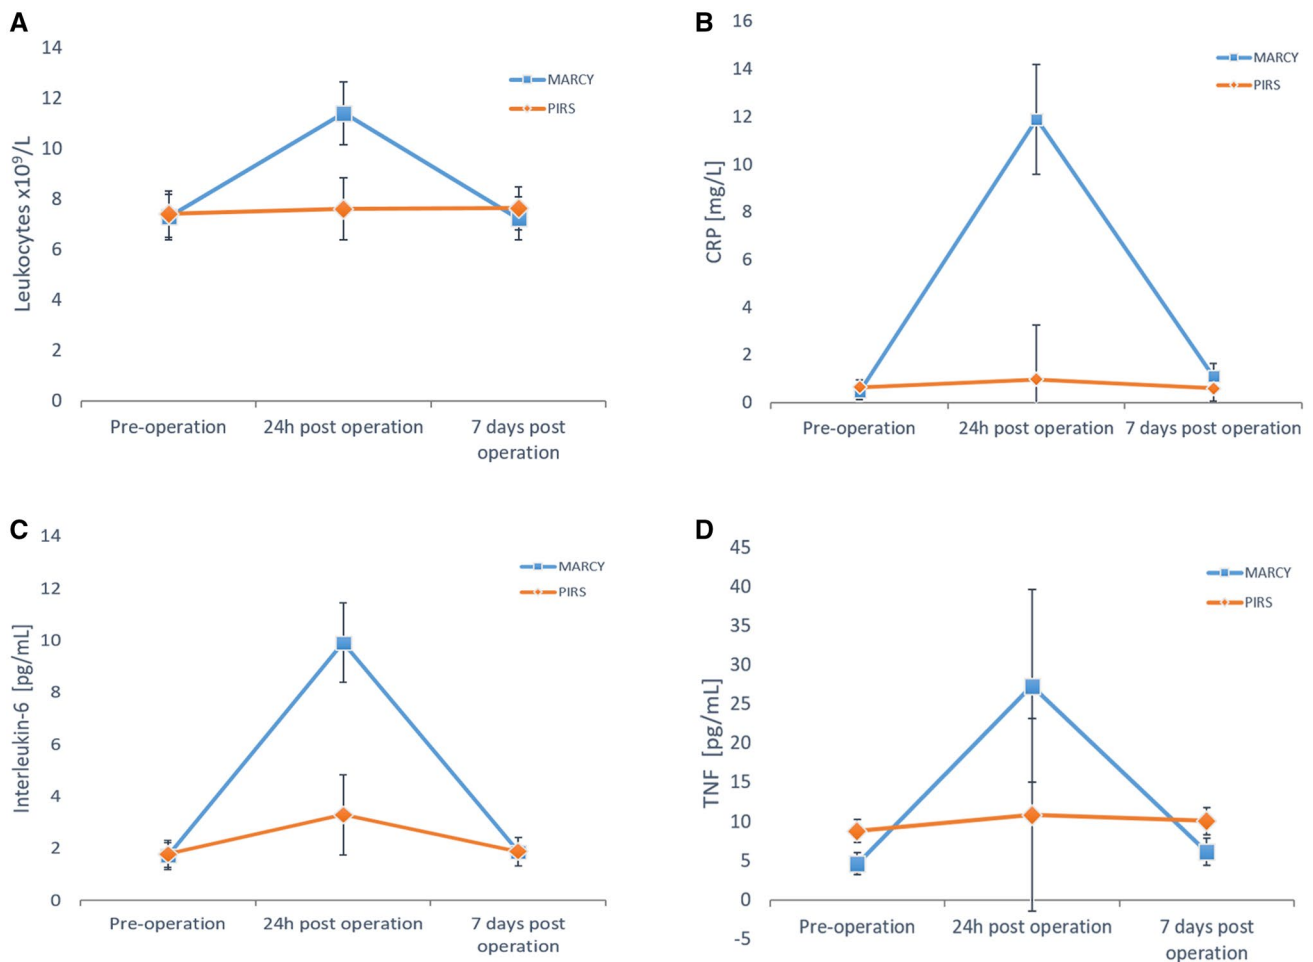 A
Leukocytes x10⁹/L
14
12
10
8
6
4
2
0
MARCY
PIRS
Pre-operation
24h post operation
7 days post
operation
B
CRP [mg/L]
16
14
12
10
8
6
4
2
0
MARCY
PIRS
Pre-operation
24h post operation
7 days post operation
C
Interleukin-6 [pg/mL]
14
12
10
8
6
4
2
0
MARCY
PIRS
Pre-operation
24h post operation
7 days post
operation
D
TNF [pg/mL]
45
40
35
30
25
20
15
10
5
0
-5
MARCY
PIRS
Pre-operation
24h post operation
7 days post
operation